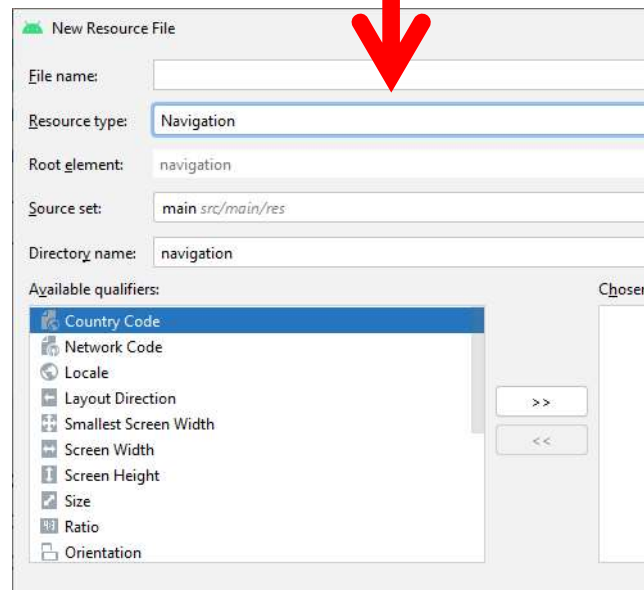 New Resource File
File name:
Resource type: Navigation
Root element: navigation
Source set: main src/main/res
Directory name: navigation
Available qualifiers:
Country Code
Network Code
Locale
Layout Direction
Smallest Screen Width
Screen Width
Screen Height
Size
Ratio
Orientation
>>
<<